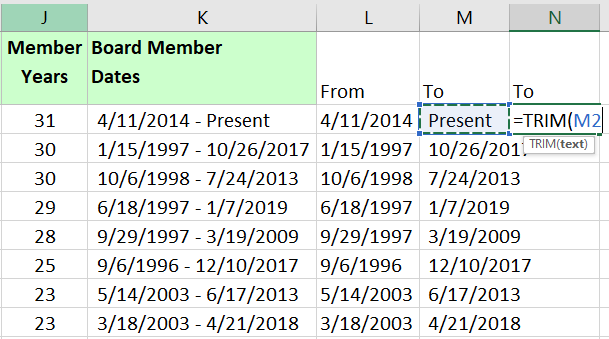 J K L M N
Member Years Board Member Dates From To To
31 4/11/2014 - Present 4/11/2014 Present =TRIM(M2
30 1/15/1997 - 10/26/2017 1/15/1997 10/26/2017
TRIM(text)
30 10/6/1998 - 7/24/2013 10/6/1998 7/24/2013
29 6/18/1997 - 1/7/2019 6/18/1997 1/7/2019
28 9/29/1997 - 3/19/2009 9/29/1997 3/19/2009
25 9/6/1996 - 12/10/2017 9/6/1996 12/10/2017
23 5/14/2003 - 6/17/2013 5/14/2003 6/17/2013
23 3/18/2003 - 4/21/2018 3/18/2003 4/21/2018